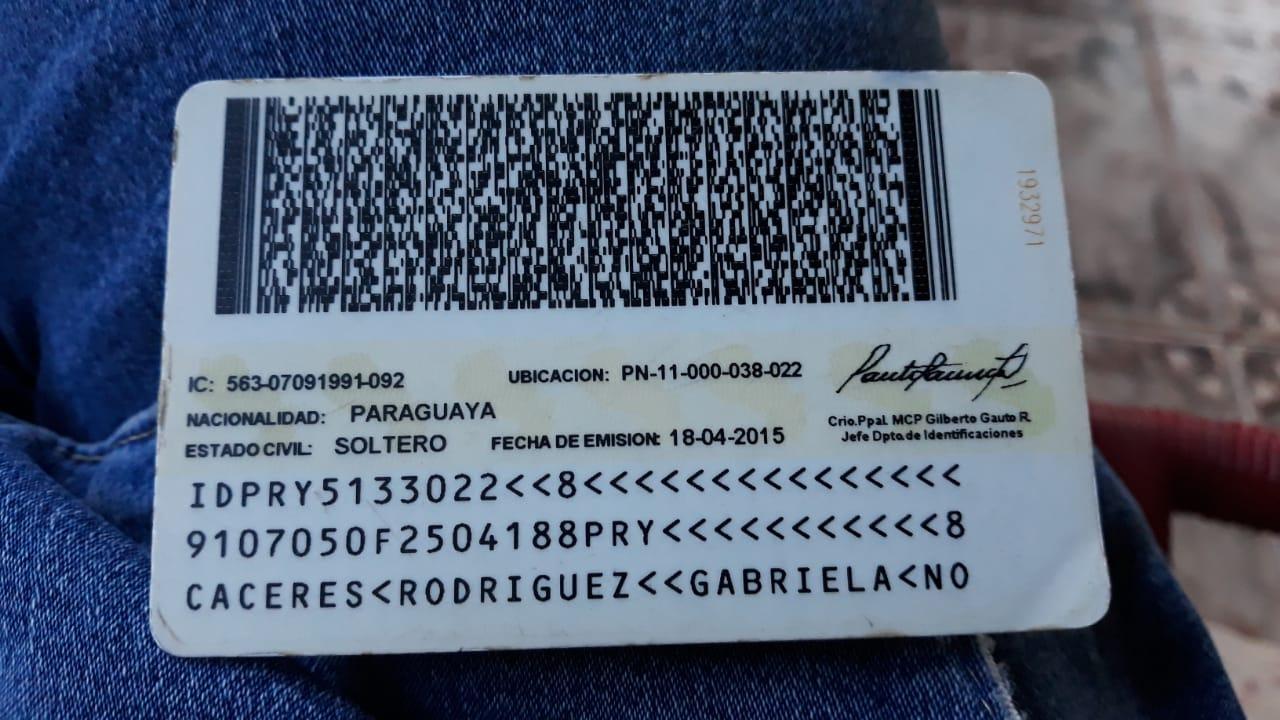 1932971
IC: 563-07091991-092
UBICACION: PN-11-000-038-022
NACIONALIDAD: PARAGUAYA
ESTADO CIVIL: SOLTERO
FECHA DE EMISION: 18-04-2015
Crio.Ppal. MCP Gilberto Gauto R.
Jefe Dpto.de Identificaciones
IDPRY5133022<<8<<<<<<<<<<<<<<<
9107050F2504188PRY<<<<<<<<<<<8
CACERES<RODRIGUEZ<<GABRIELA<NO